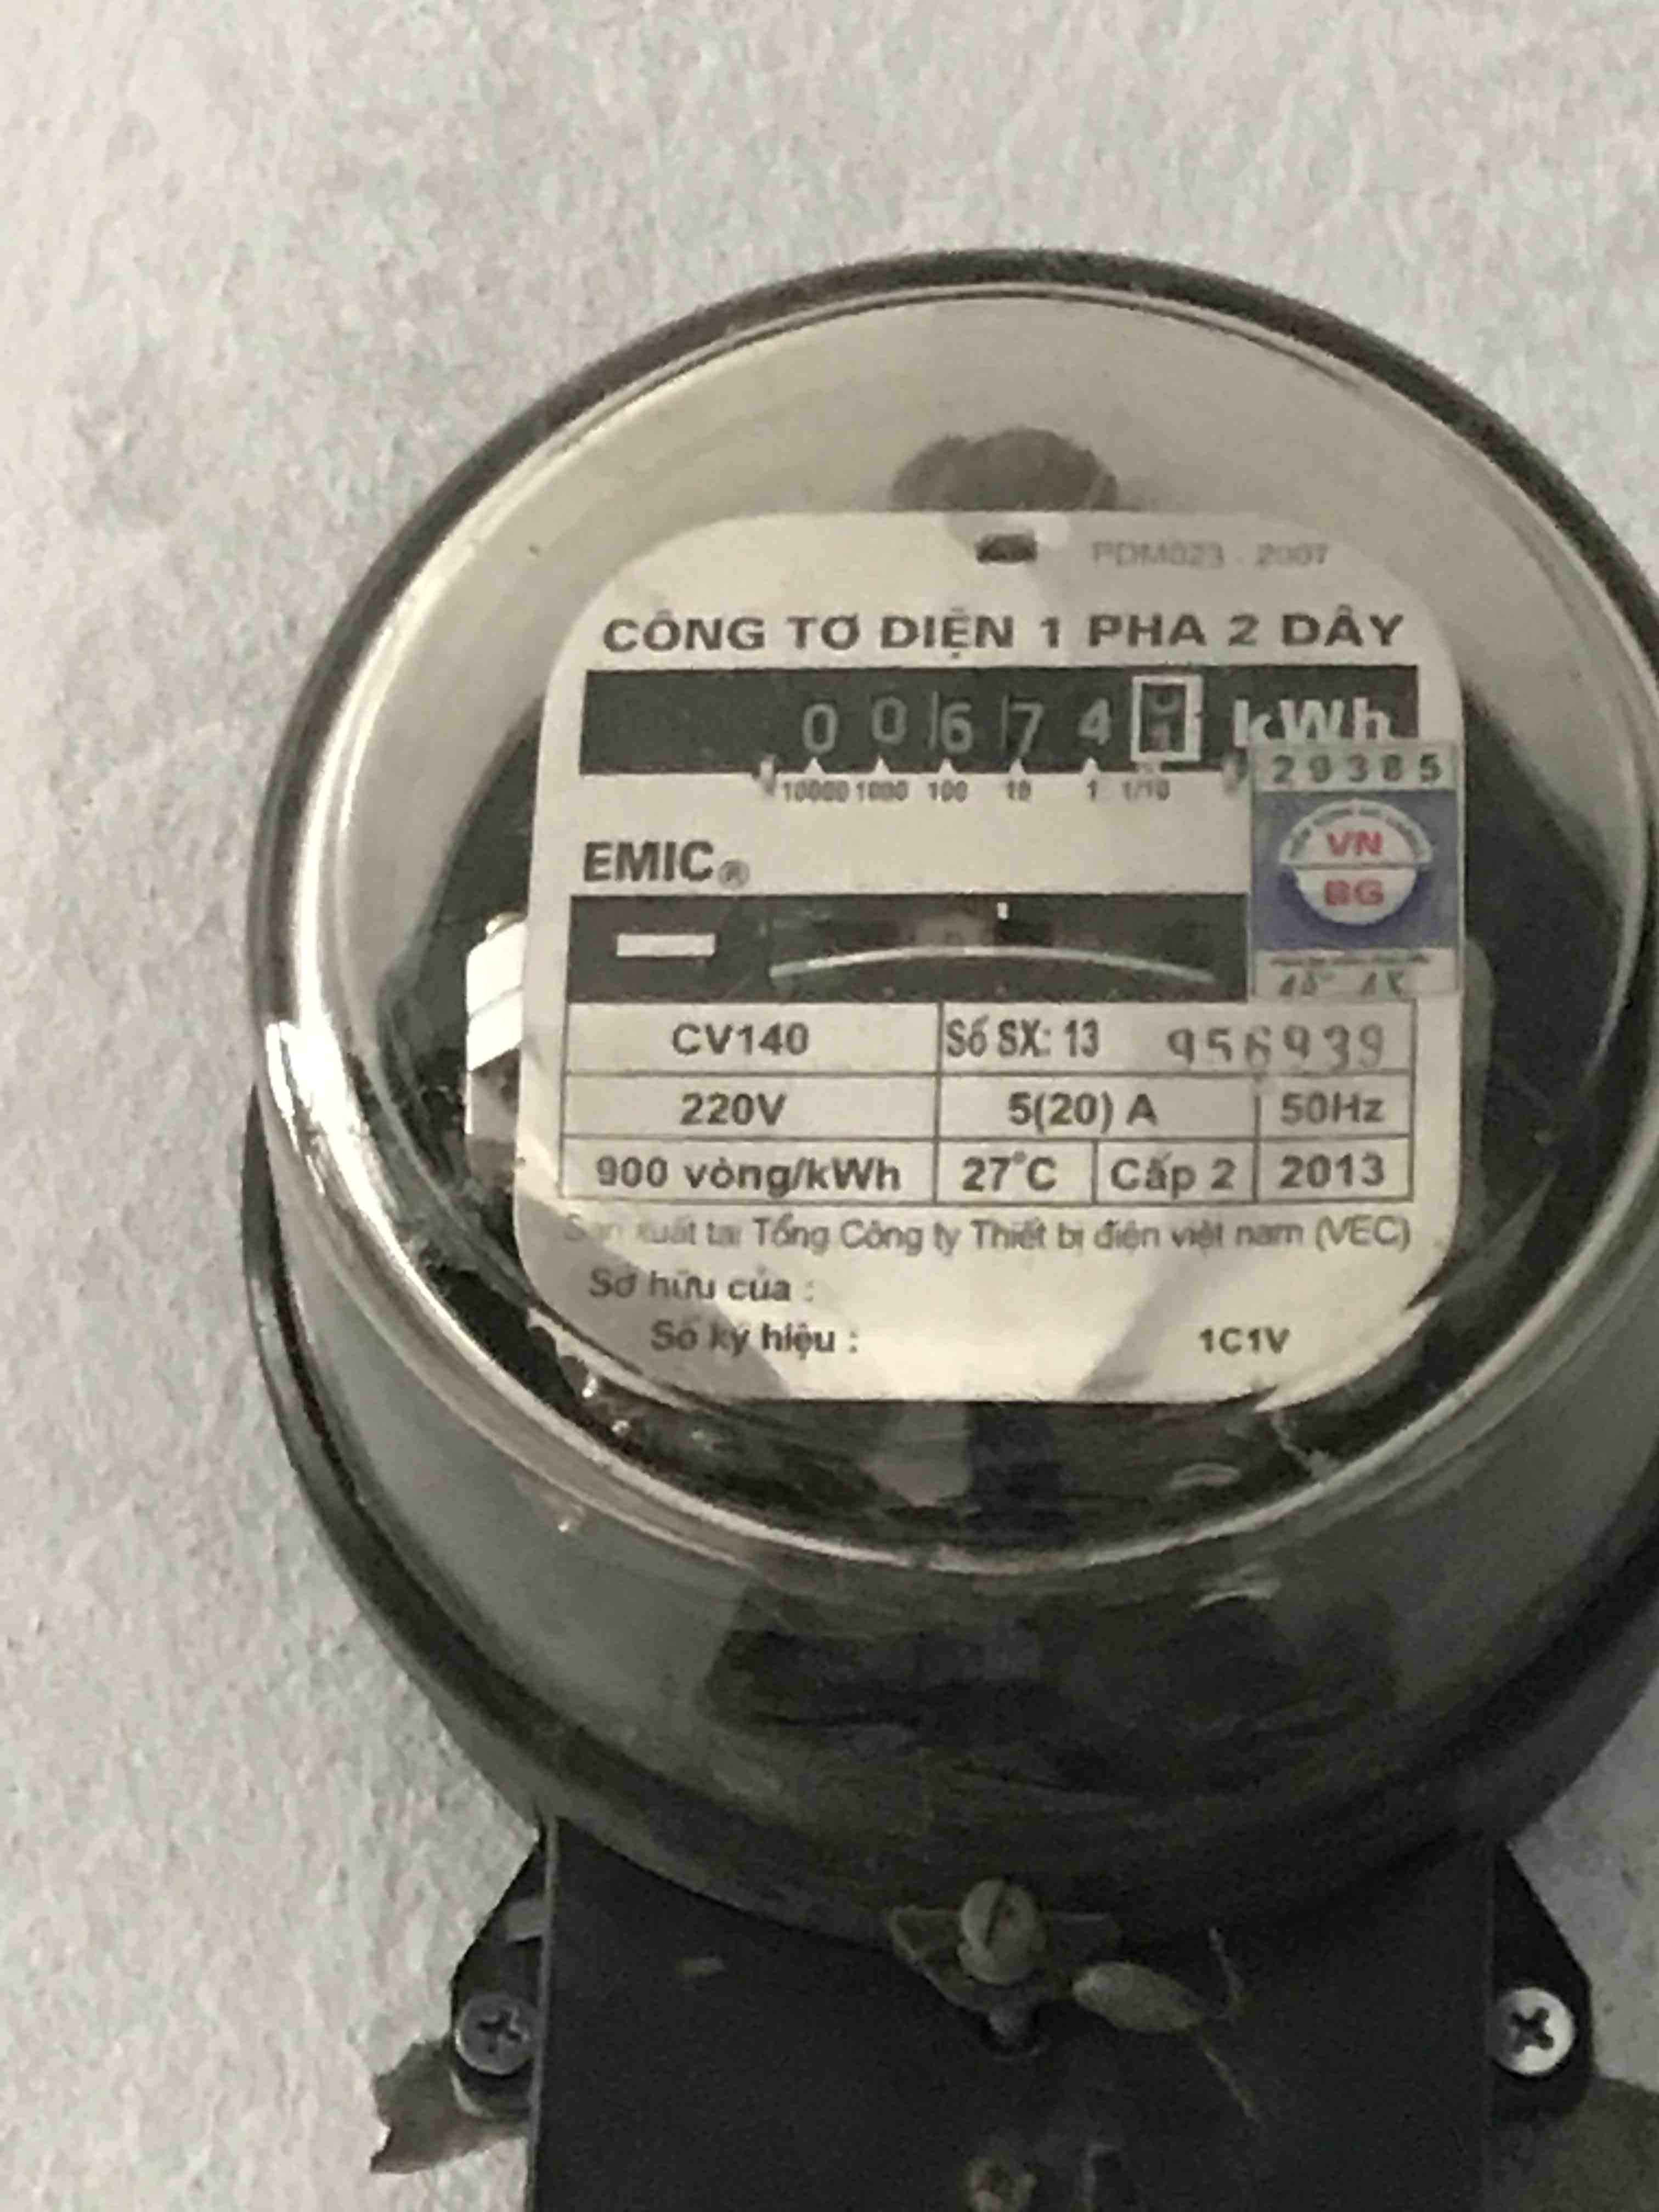 PDM023 - 2007
CÔNG TƠ ĐIỆN 1 PHA 2 DÂY
0 0 6 7 4 kWh
10000 1000 100 10 1 1/10
29385
EMIC®
VN
BG
CV140 Số SX: 13 956939
220V 5(20) A 50Hz
900 vòng/kWh 27°C Cấp 2 2013
Sản xuất tại Tổng Công ty Thiết bị điện việt nam (VEC)
Sở hữu của :
Số ký hiệu : 1C1V